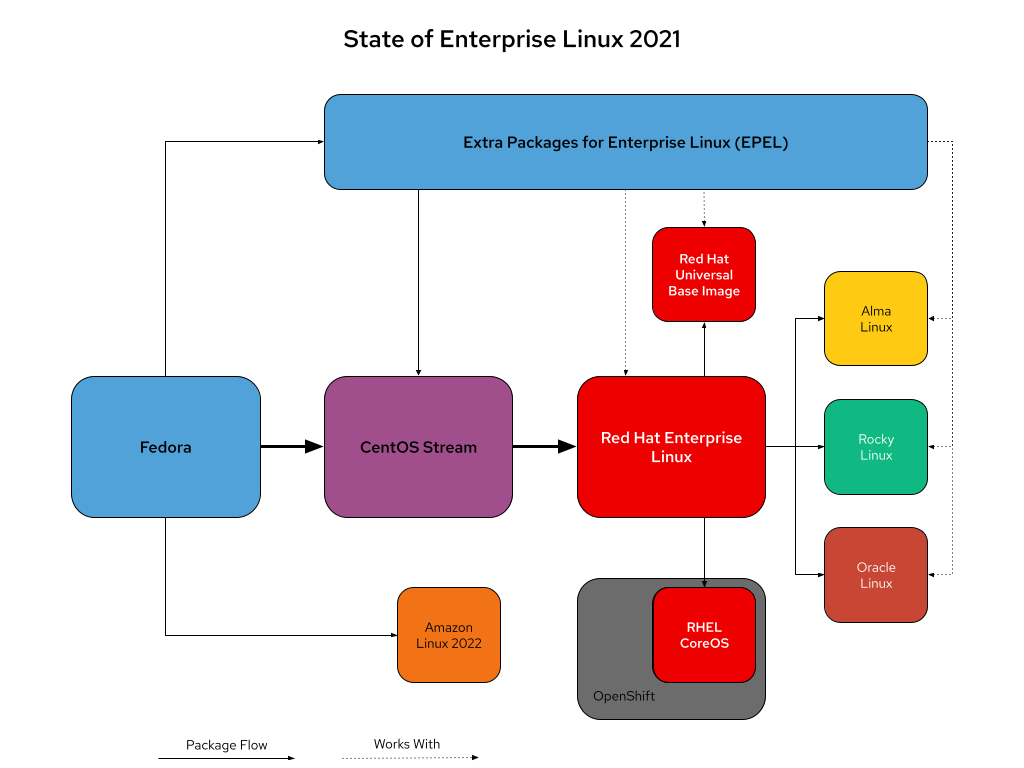 State of Enterprise Linux 2021
Extra Packages for Enterprise Linux (EPEL)
Red Hat
Universal
Base Image
Alma
Linux
Fedora
CentOS Stream
Red Hat Enterprise
Linux
Rocky
Linux
Oracle
Linux
Amazon
Linux 2022
RHEL
CoreOS
OpenShift
Package Flow
Works With